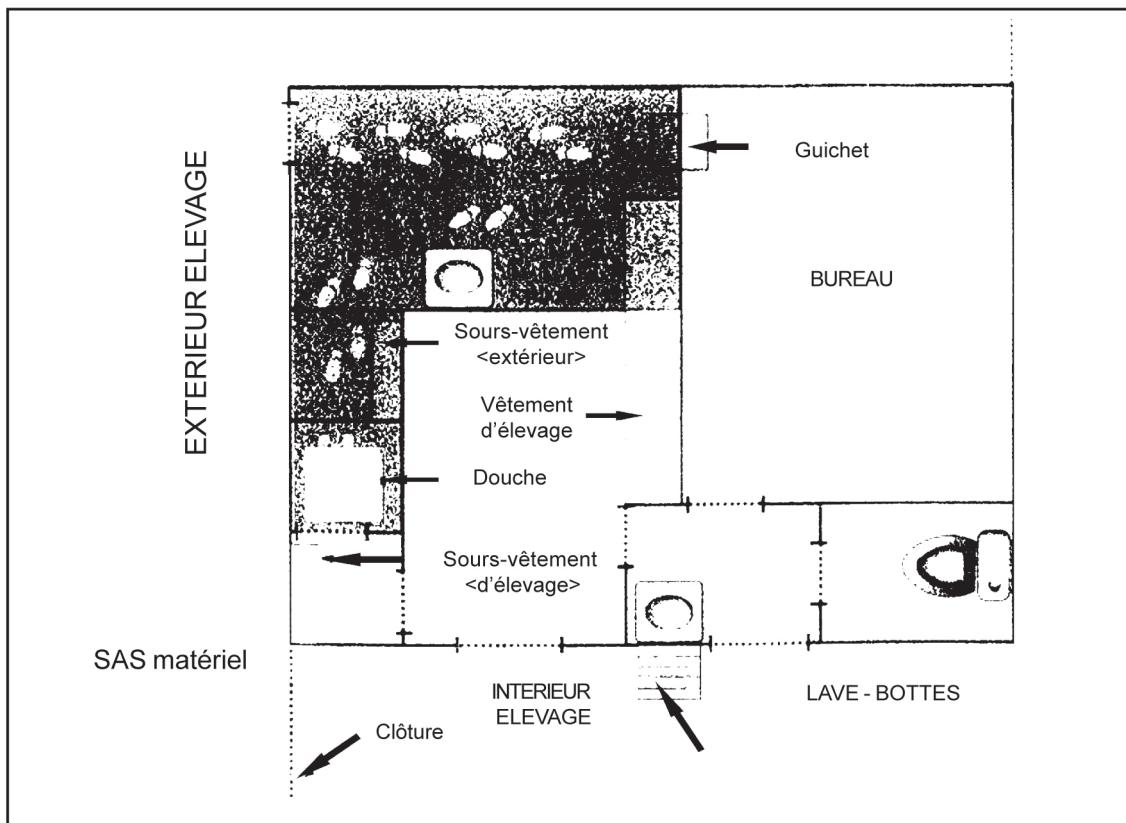 EXTERIEUR ELEVAGE
Guichet
BUREAU
Sours-vêtement
<extérieur>
Vêtement
d'élevage
Douche
Sours-vêtement
<d'élevage>
SAS matériel
INTERIEUR
ELEVAGE
LAVE - BOTTES
Clôture